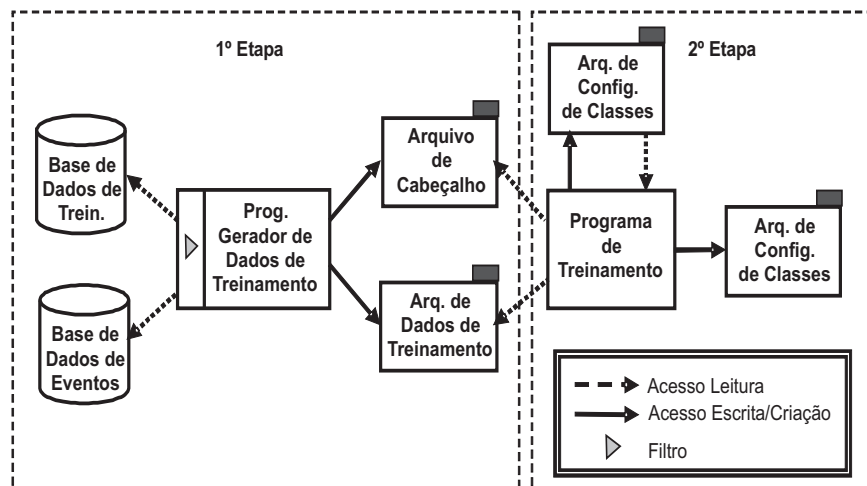 1º Etapa
Base de
Dados de
Trein.
Base de
Dados de
Eventos
Prog.
Gerador de
Dados de
Treinamento
Arquivo
de
Cabeçalho
Arq. de
Dados de
Treinamento
2º Etapa
Arq. de
Config.
de Classes
Programa
de
Treinamento
Arq. de
Config.
de Classes
Acesso Leitura
Acesso Escrita/Criação
Filtro